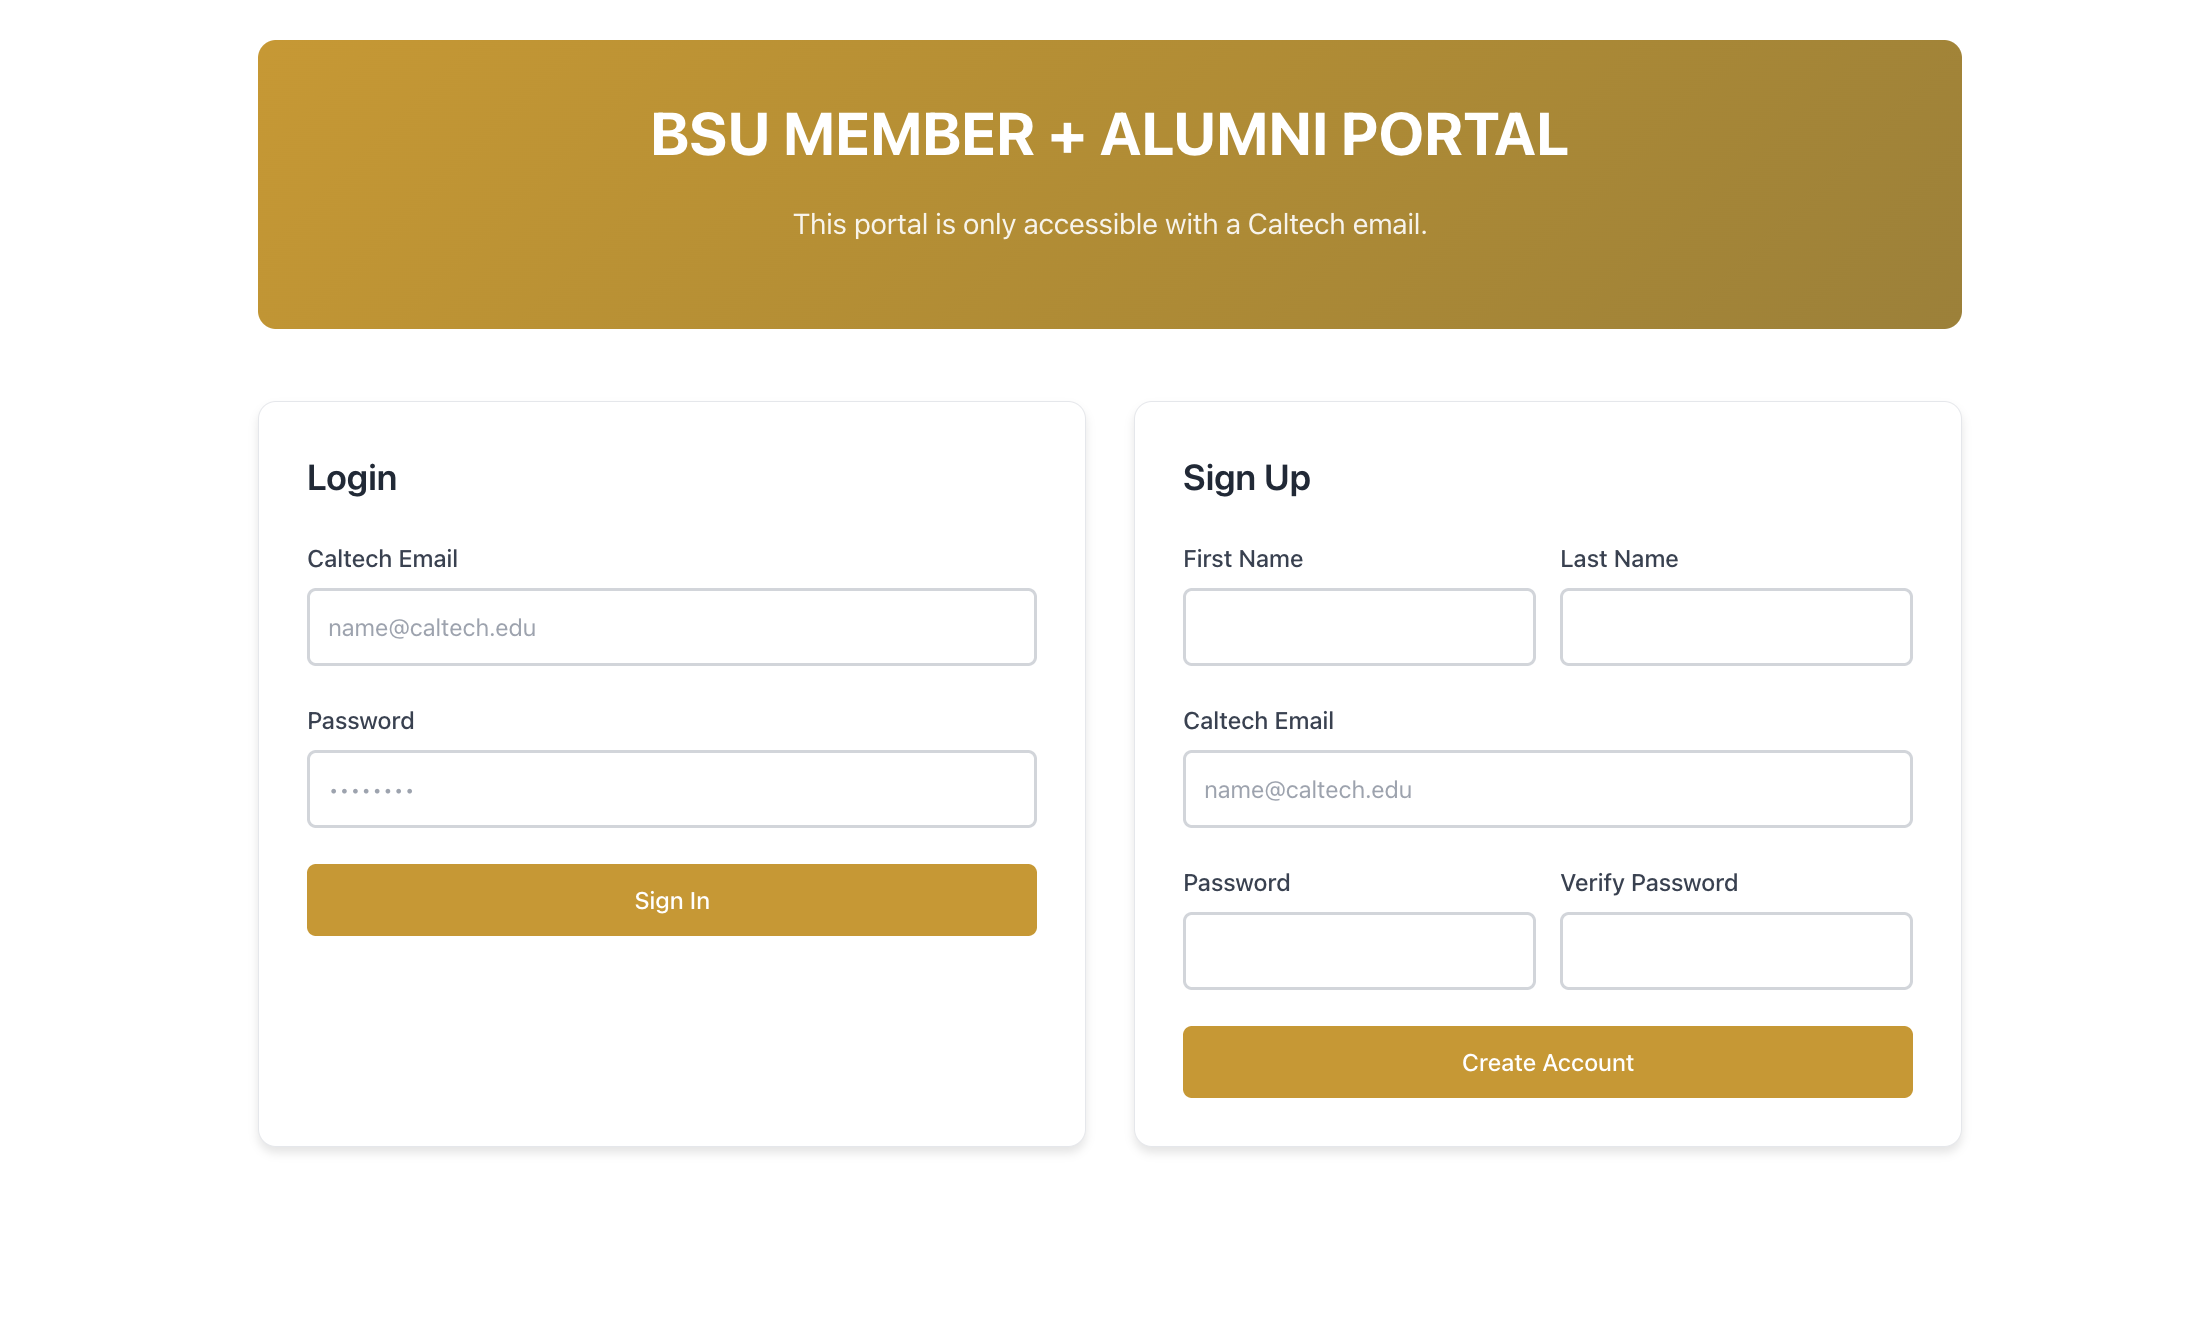 BSU MEMBER + ALUMNI PORTAL
This portal is only accessible with a Caltech email.
Login
Caltech Email
name@caltech.edu
Password
••••••••
Sign In
Sign Up
First Name
Last Name
Caltech Email
name@caltech.edu
Password
Verify Password
Create Account